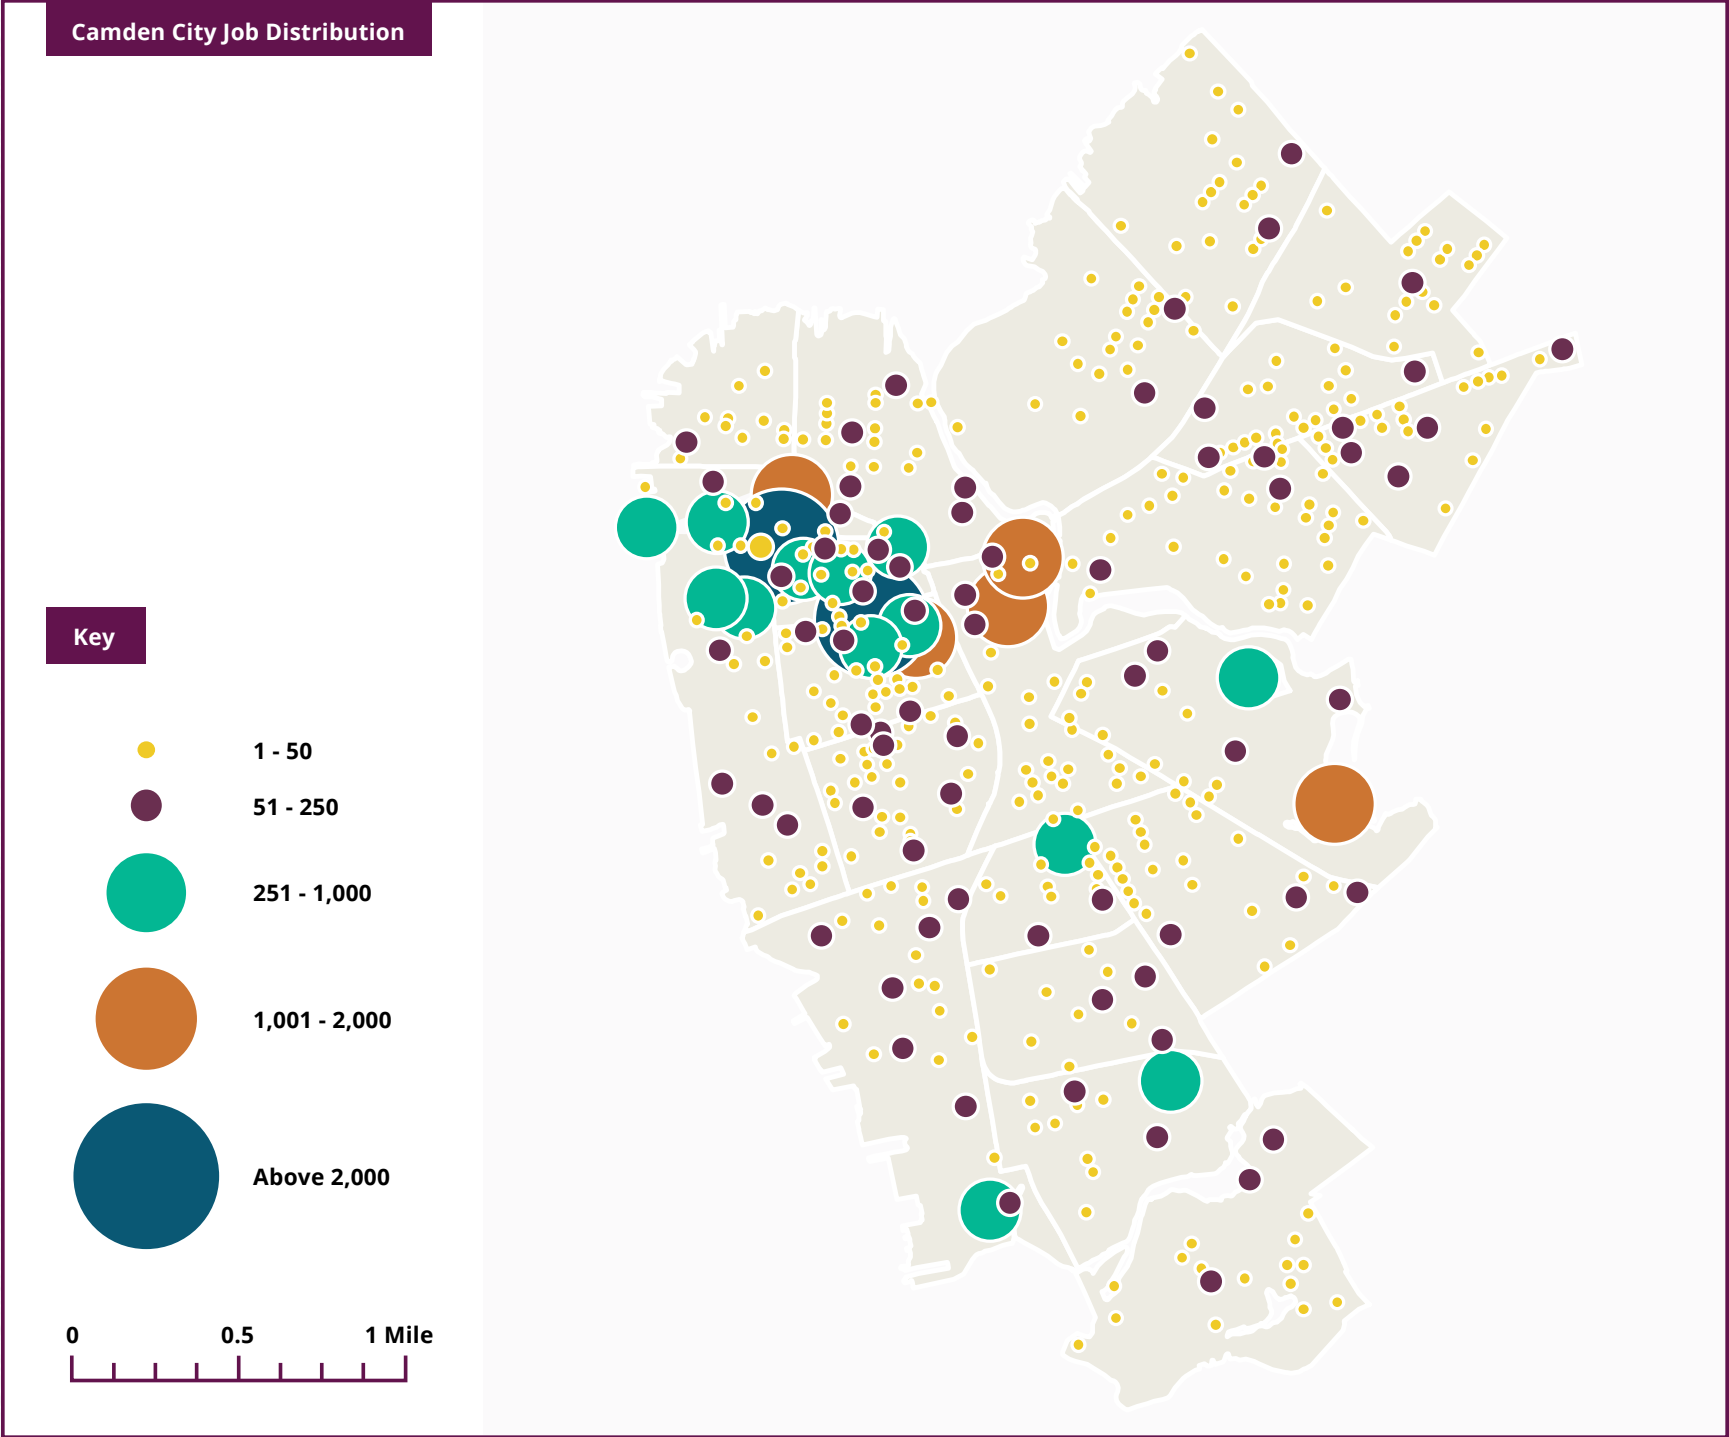 Camden City Job Distribution
Key
1 - 50
51 - 250
251 - 1,000
1,001 - 2,000
Above 2,000
0 0.5 1 Mile